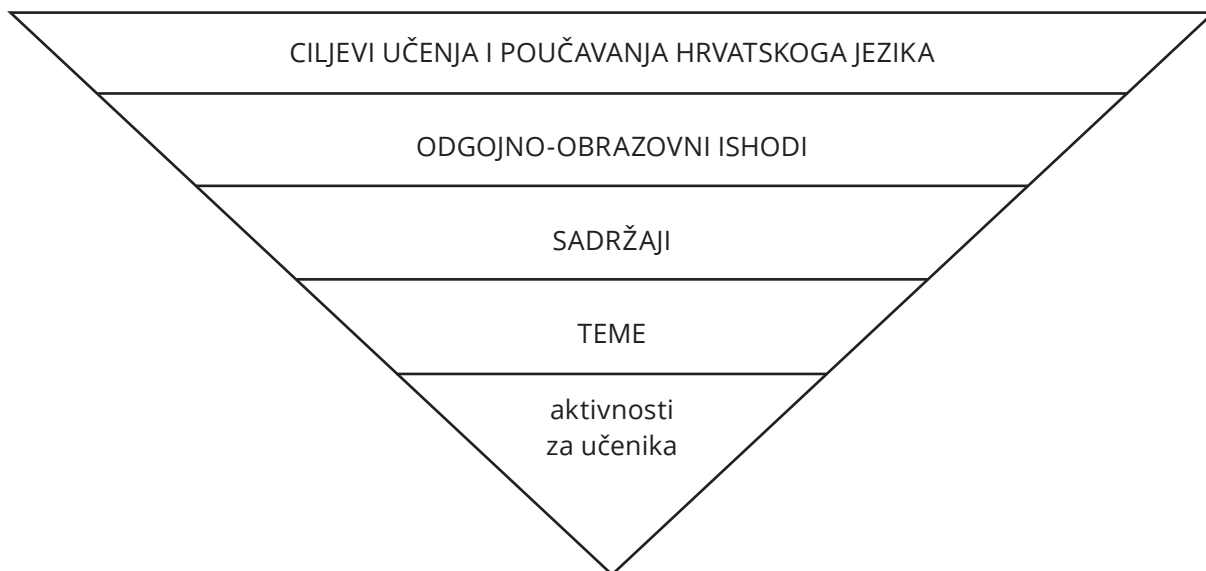 CILJEVI UČENJA I POUČAVANJA HRVATSKOGA JEZIKA
ODGOJNO-OBRAZOVNI ISHODI
SADRŽAJI
TEME
aktivnosti
za učenika